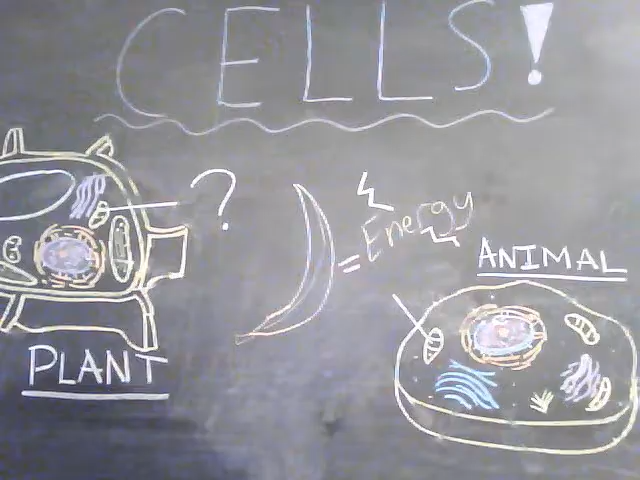 CELLS!
?
= Energy
ANIMAL
PLANT